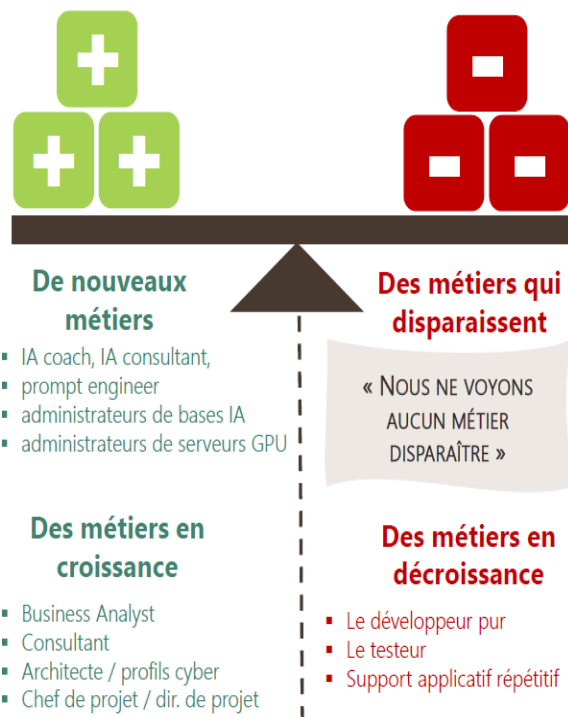 De nouveaux
métiers
▪ IA coach, IA consultant,
▪ prompt engineer
▪ administrateurs de bases IA
▪ administrateurs de serveurs GPU
Des métiers qui
disparaissent
« NOUS NE VOYONS
AUCUN MÉTIER
DISPARAÎTRE »
Des métiers en
croissance
▪ Business Analyst
▪ Consultant
▪ Architecte / profils cyber
▪ Chef de projet / dir. de projet
Des métiers en
décroissance
▪ Le développeur pur
▪ Le testeur
▪ Support applicatif répétitif